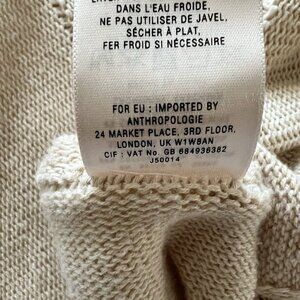 DANS L'EAU FROIDE,
NE PAS UTILISER DE JAVEL,
SÉCHER À PLAT,
FER FROID SI NÉCESSAIRE
FOR EU : IMPORTED BY
ANTHROPOLOGIE
24 MARKET PLACE, 3RD FLOOR,
LONDON, UK W1W8AN
CIF : VAT No. GB 684936382
J50014